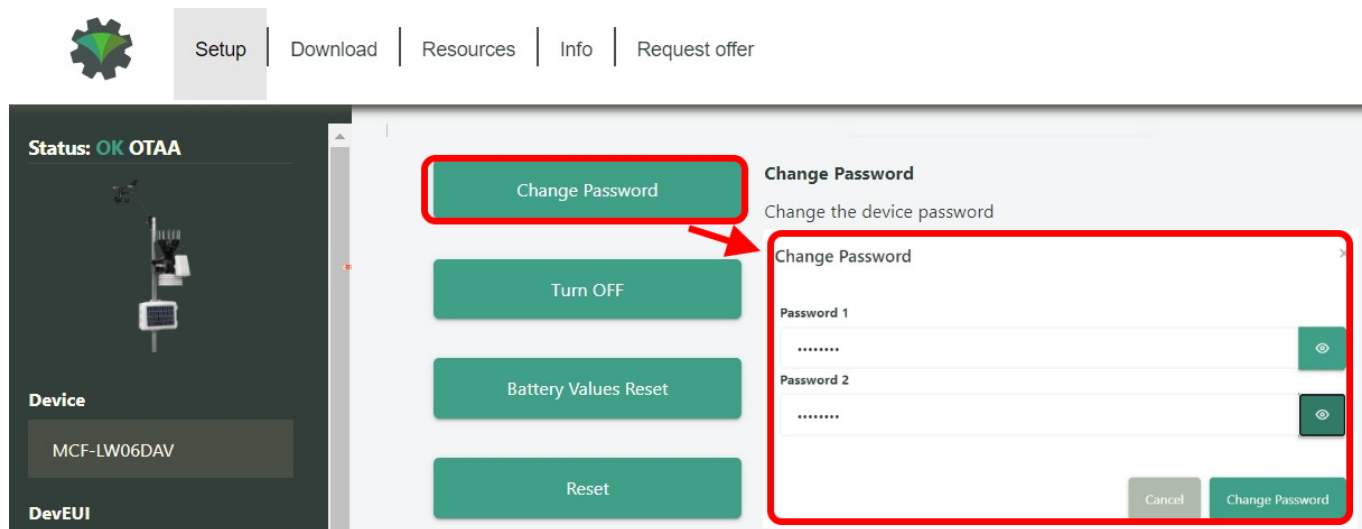 Setup
Download
Resources
Info
Request offer
Status: OK OTAA
Device
MCF-LW06DAV
DevEUI
Change Password
Turn OFF
Battery Values Reset
Reset
Change Password
Change the device password
Change Password
×
Password 1
••••••••
Password 2
••••••••
Cancel
Change Password